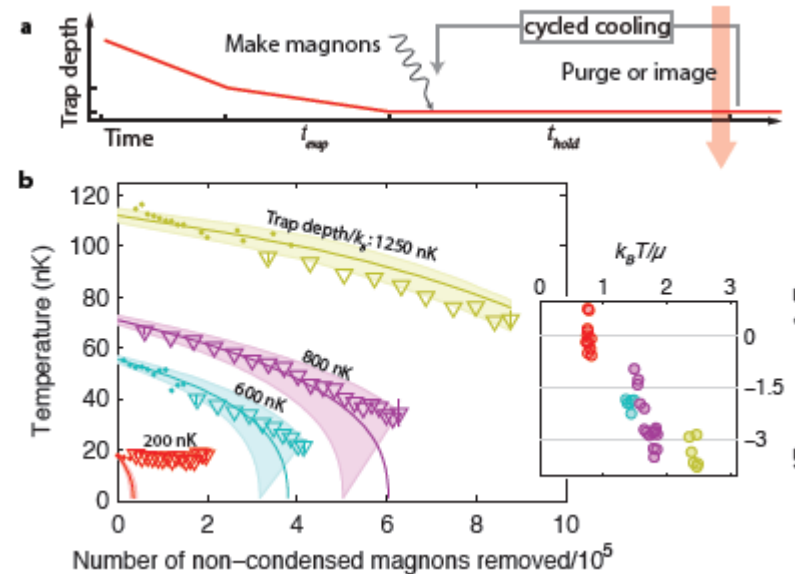 a
Trap depth
Make magnons
cycled cooling
Purge or image
Time
t_evap
t_hold
b
Temperature (nK)
120
100
80
60
40
20
0
Trap depth/k_B: 1250 nK
800 nK
600 nK
200 nK
0 2 4 6 8 10
Number of non–condensed magnons removed/10^5
k_BT/μ
0 1 2 3
0
−1.5
−3